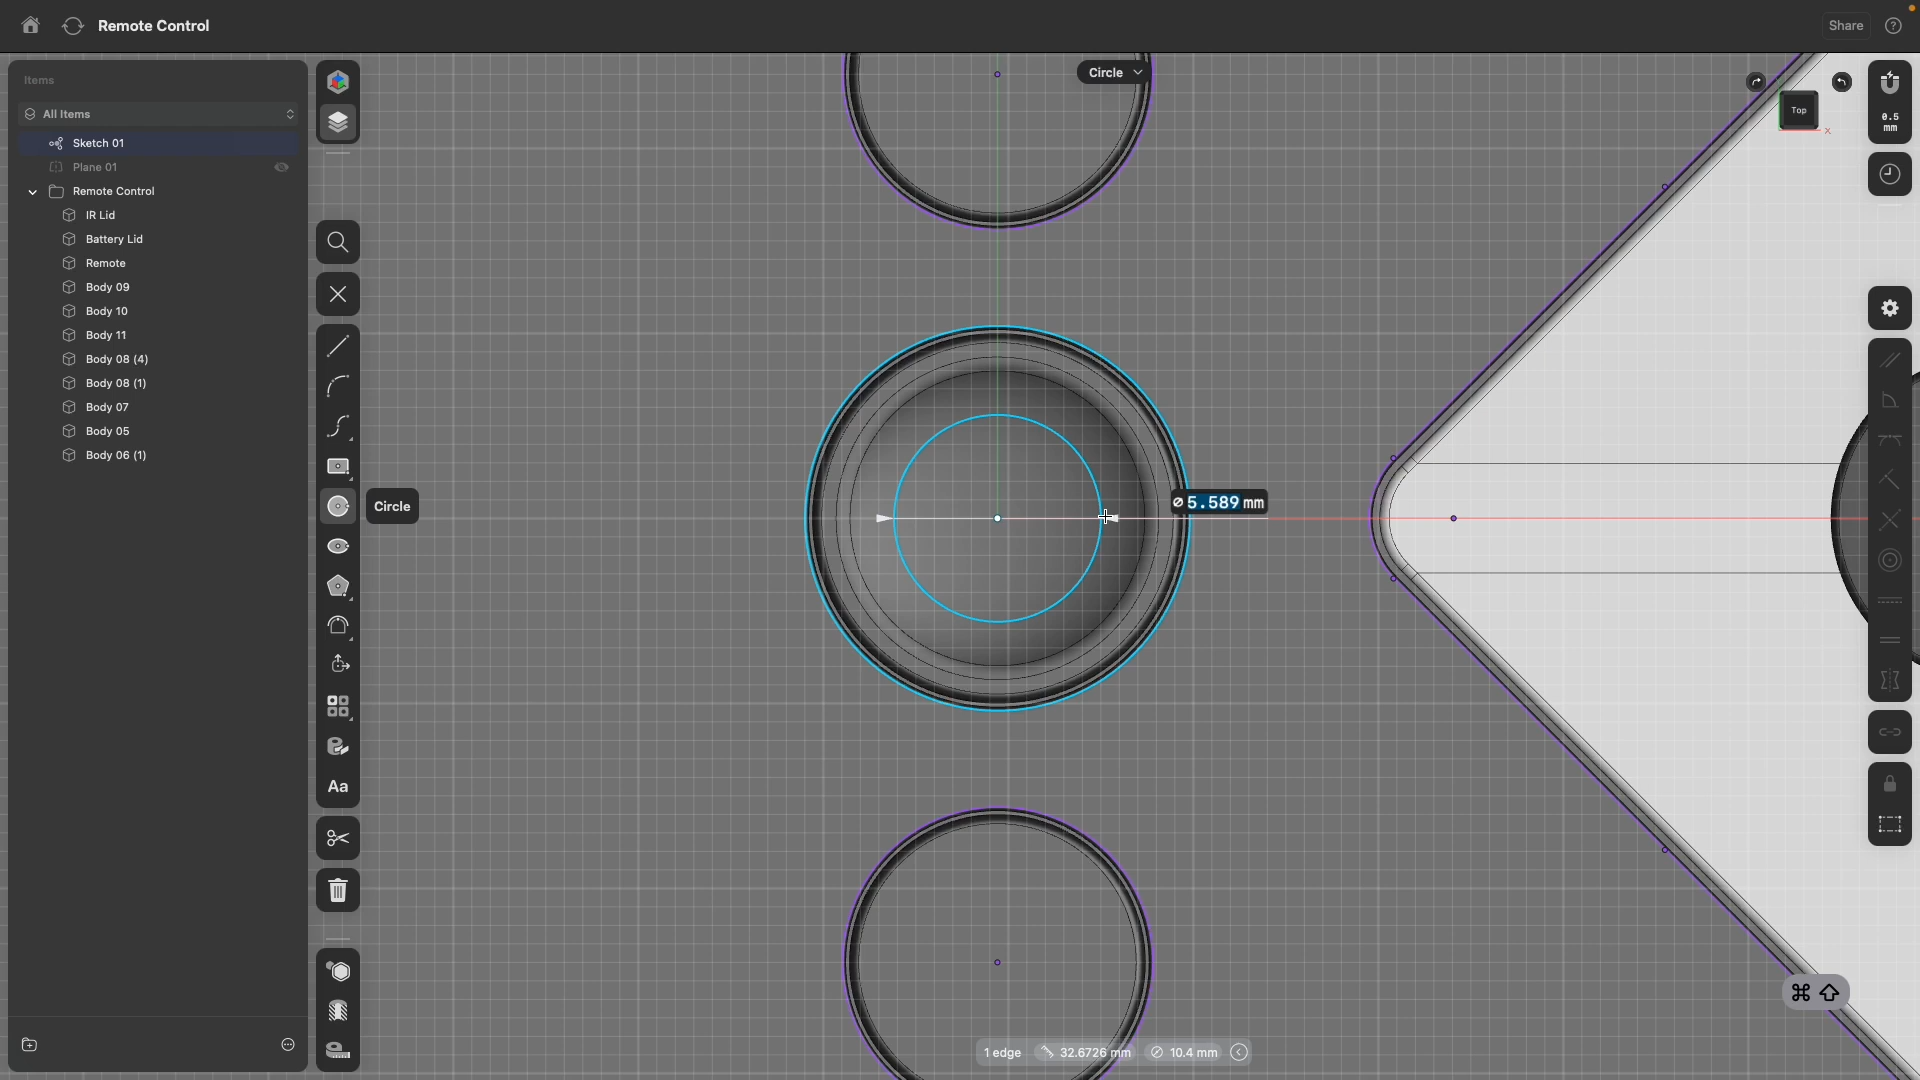 Remote Control
Share
Items
All Items
Sketch 01
Plane 01
Remote Control
IR Lid
Battery Lid
Remote
Body 09
Body 10
Body 11
Body 08 (4)
Body 08 (1)
Body 07
Body 05
Body 06 (1)
Circle
Aa
Circle
⌀ 5.589 mm
Top
X
0.5
mm
⌘ ⇧
1 edge 32.6726 mm ⌀ 10.4 mm